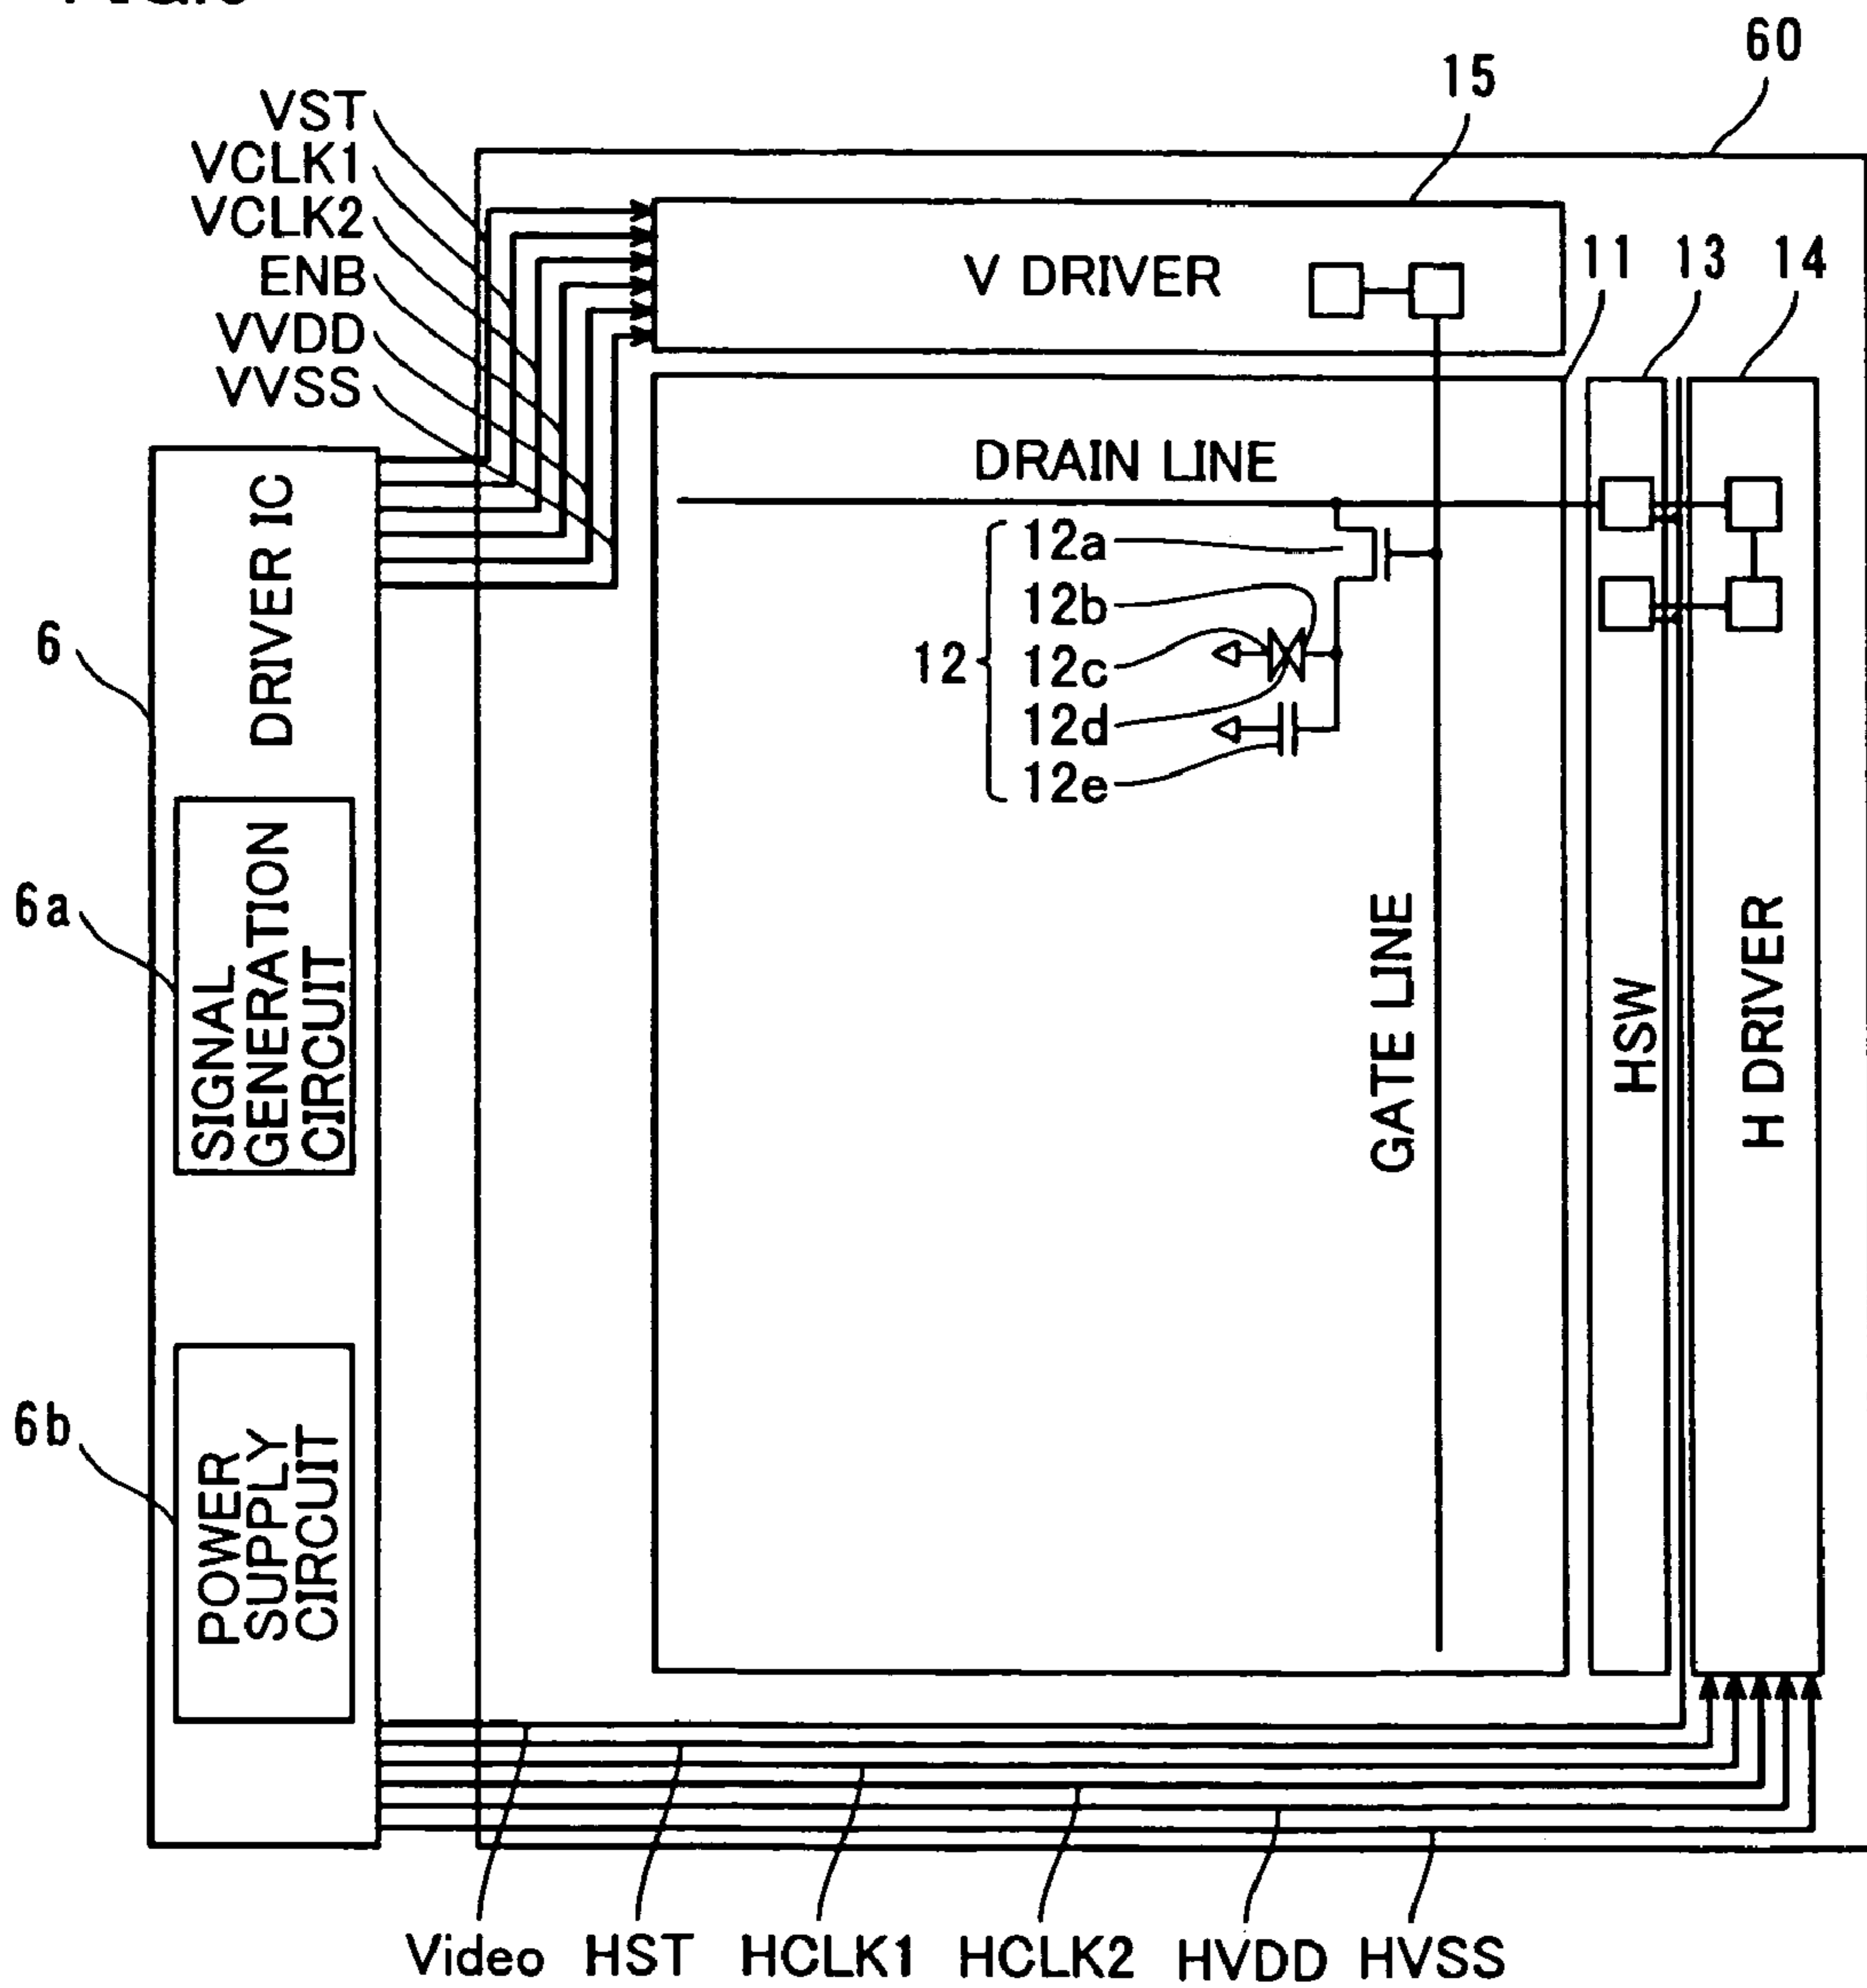 60
15
VST
VCLK1
VCLK2
ENB
VVDD
VVSS
V DRIVER
11
13
14
DRAIN LINE
DRIVER IC
6
12
12a
12b
12c
12d
12e
6a
SIGNAL
GENERATION
CIRCUIT
GATE LINE
HSW
H DRIVER
6b
POWER
SUPPLY
CIRCUIT
Video HST HCLK1 HCLK2 HVDD HVSS